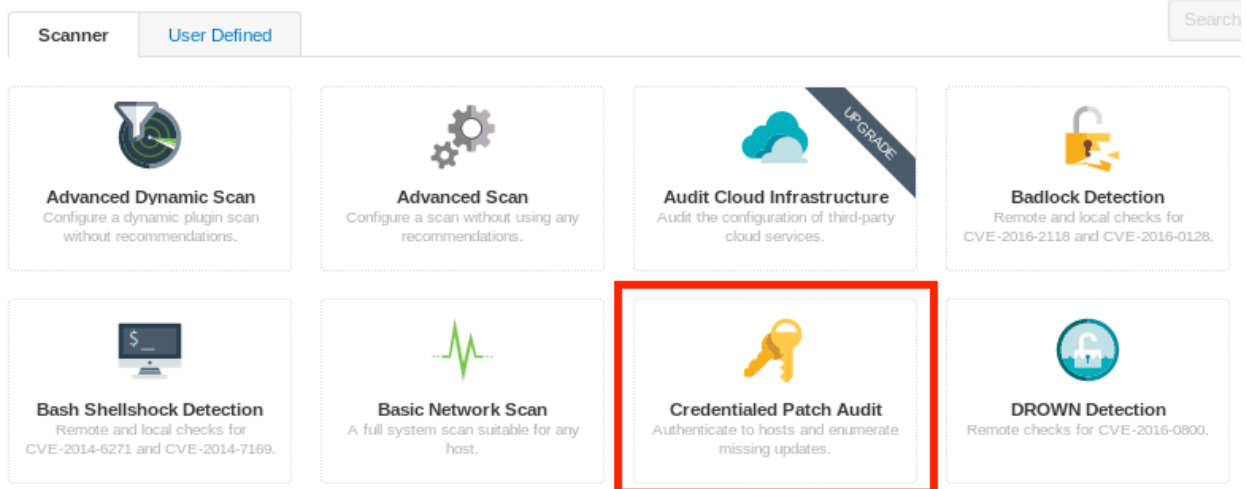 Scanner
User Defined
Search
UPGRADE
Advanced Dynamic Scan
Configure a dynamic plugin scan
without recommendations.
Advanced Scan
Configure a scan without using any
recommendations.
Audit Cloud Infrastructure
Audit the configuration of third-party
cloud services.
Badlock Detection
Remote and local checks for
CVE-2016-2118 and CVE-2016-0128.
$_
Bash Shellshock Detection
Remote and local checks for
CVE-2014-6271 and CVE-2014-7169.
Basic Network Scan
A full system scan suitable for any
host.
Credentialed Patch Audit
Authenticate to hosts and enumerate
missing updates.
DROWN Detection
Remote checks for CVE-2016-0800.